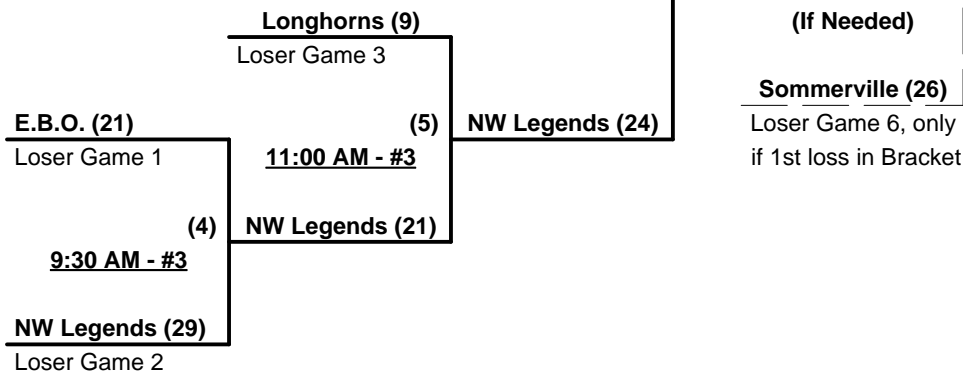 Longhorns (9)
Loser Game 3
(If Needed)
Sommerville (26)
Loser Game 6, only
if 1st loss in Bracket
E.B.O. (21)
Loser Game 1
(5)
11:00 AM - #3
NW Legends (24)
(4)
9:30 AM - #3
NW Legends (21)
NW Legends (29)
Loser Game 2